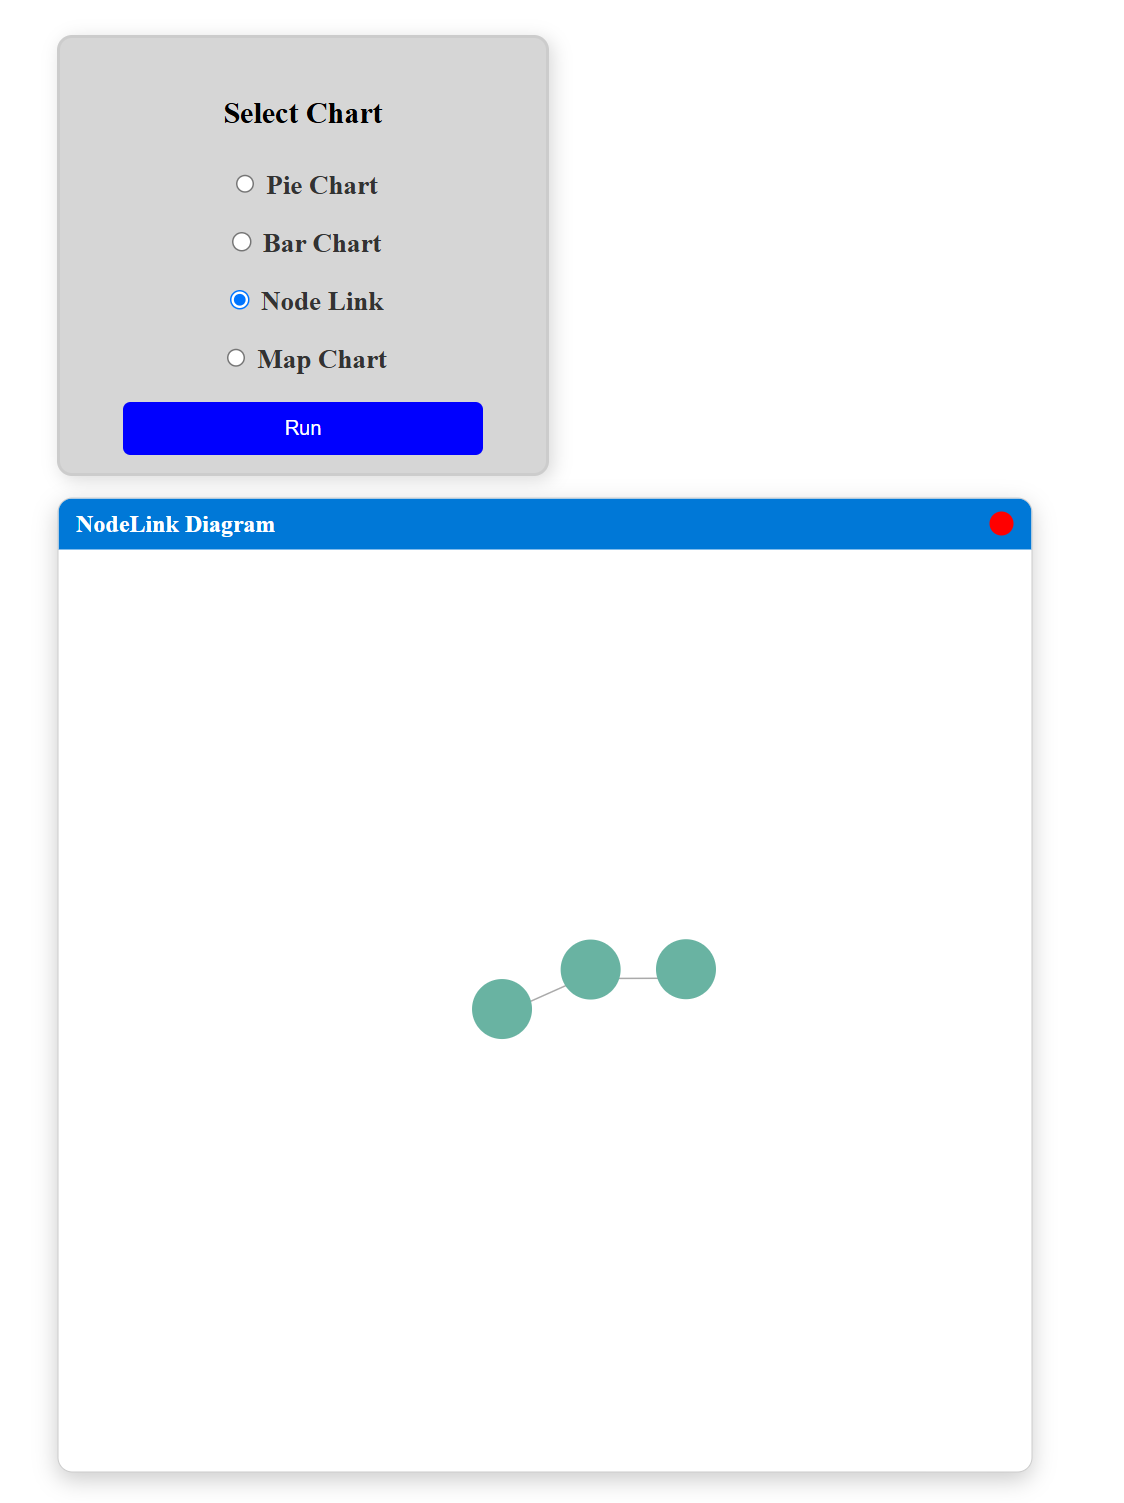 Select Chart
Pie Chart
Bar Chart
Node Link
Map Chart
Run
NodeLink Diagram